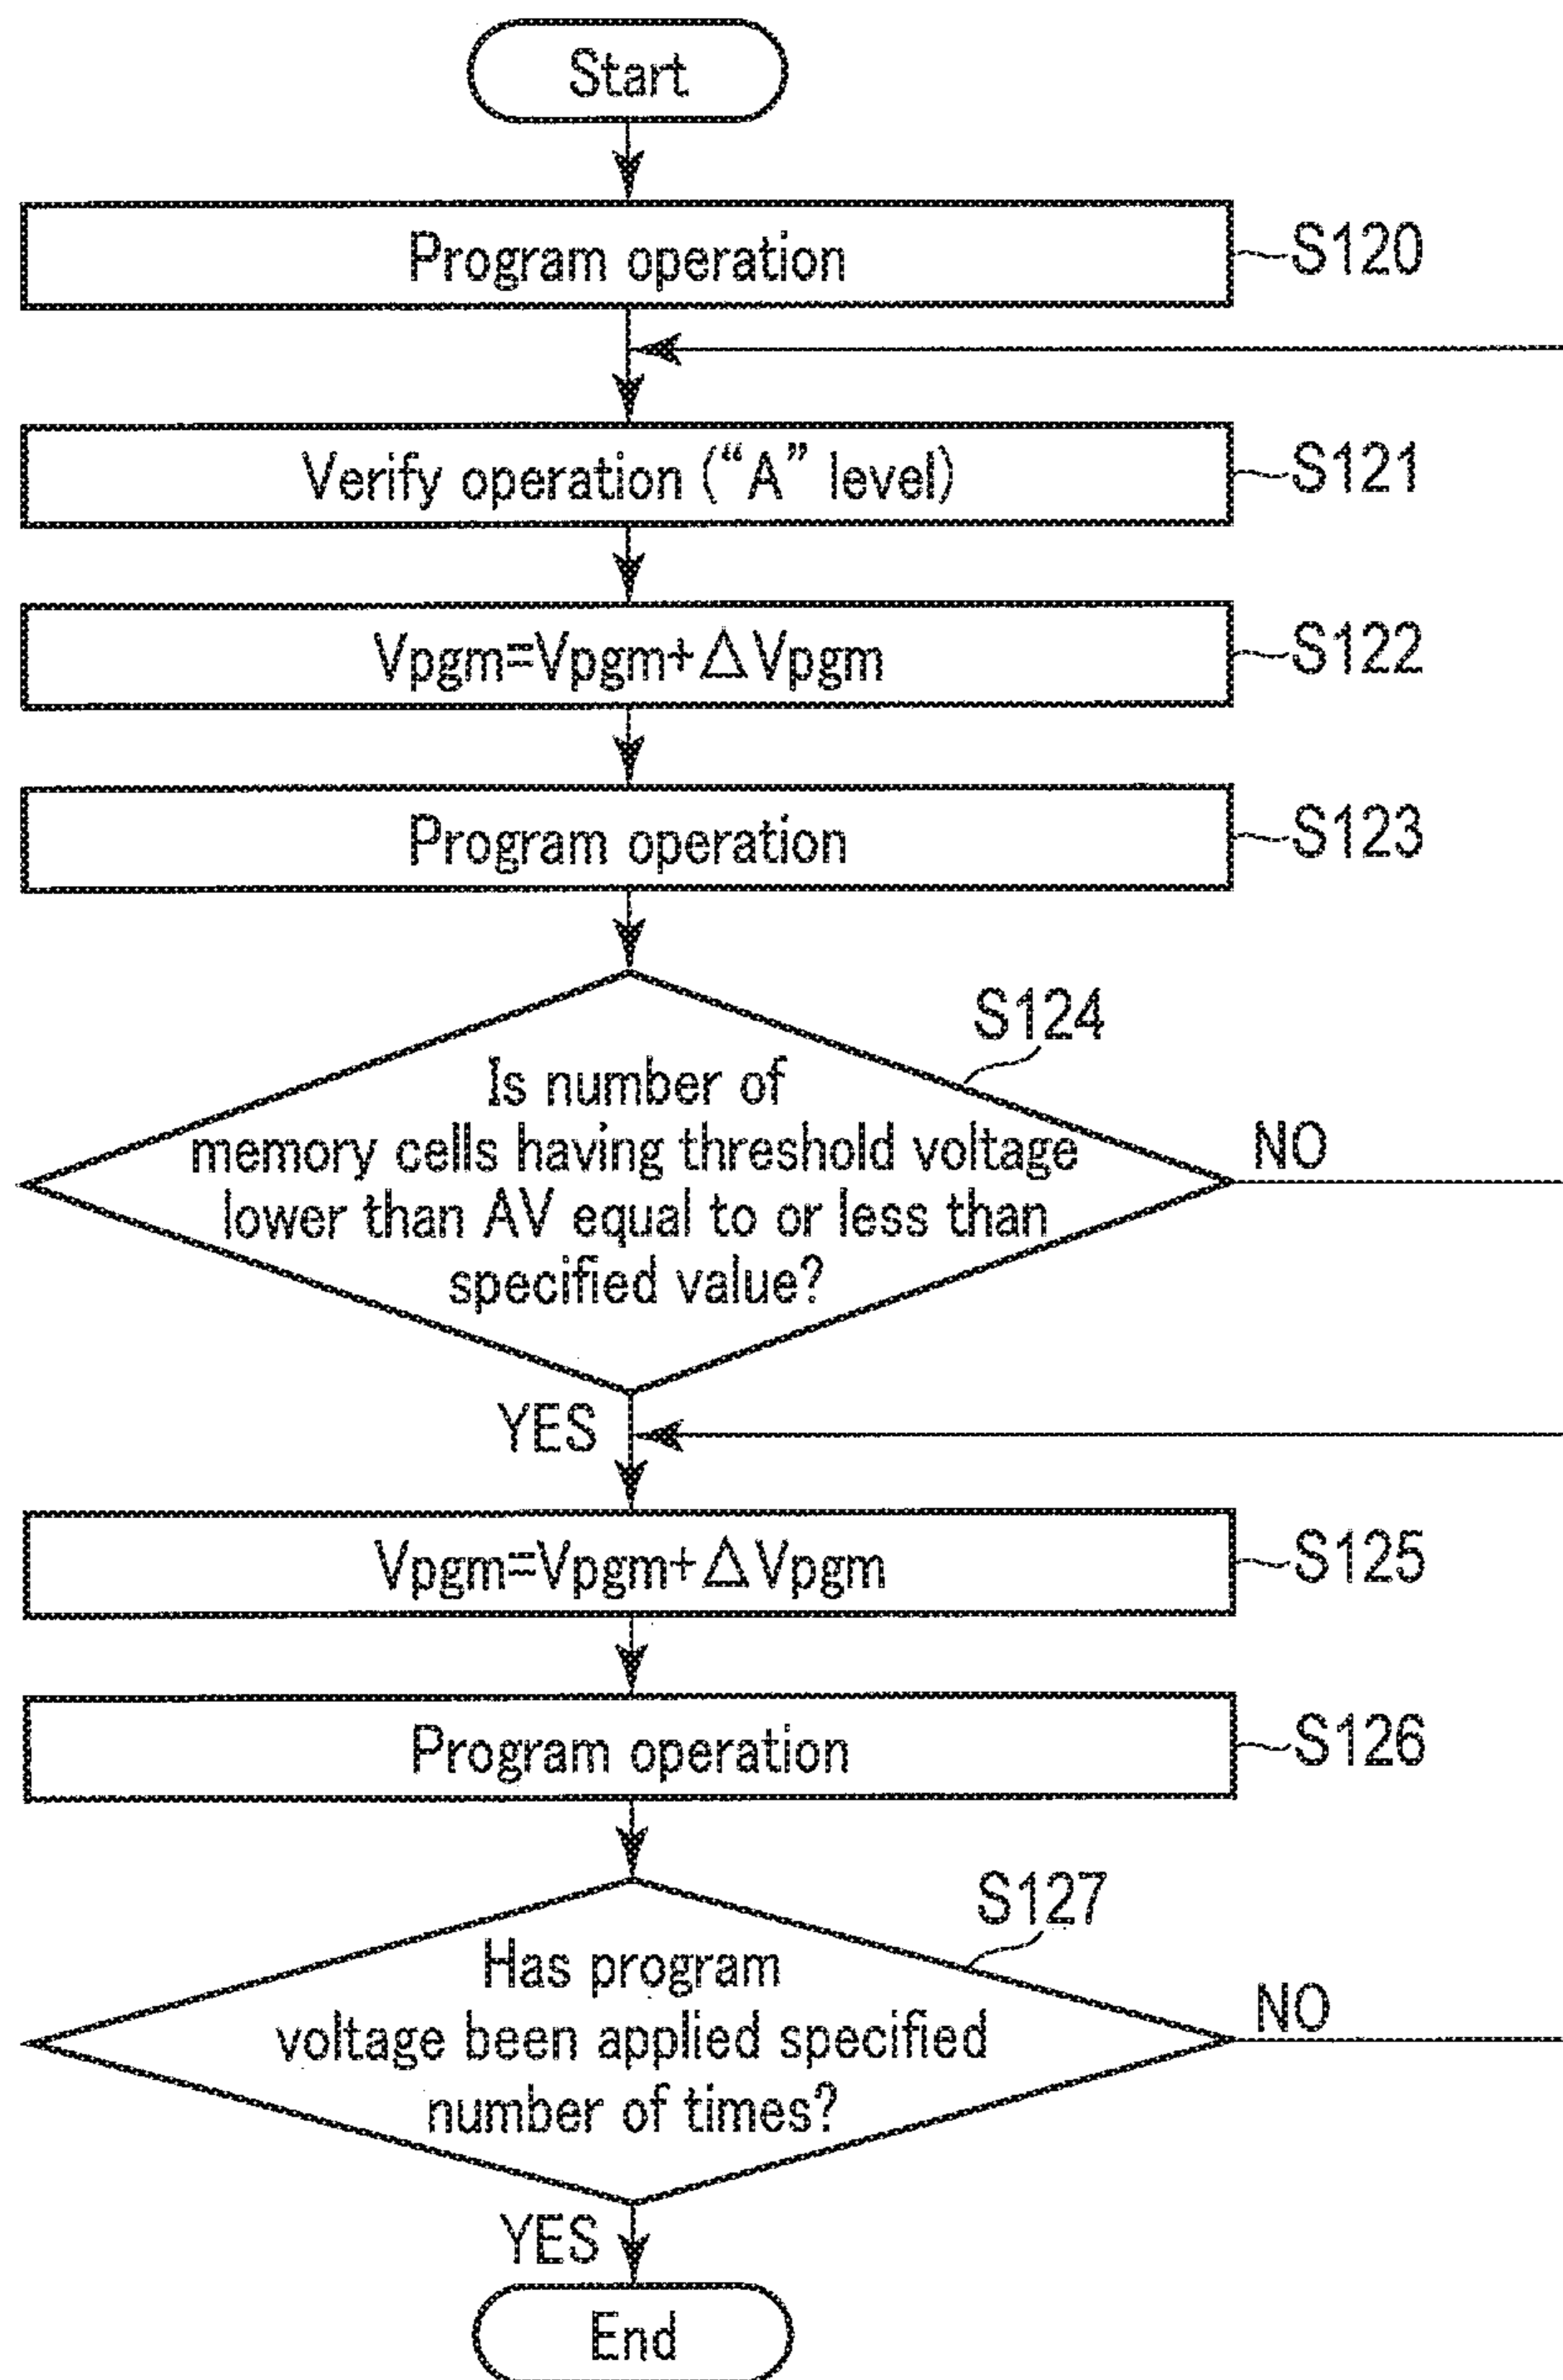 Start
Program operation
S120
Verify operation (“A” level)
S121
Vpgm=Vpgm+△Vpgm
S122
Program operation
S123
S124
Is number of
memory cells having threshold voltage
lower than AV equal to or less than
specified value?
NO
YES
Vpgm=Vpgm+△Vpgm
S125
Program operation
S126
S127
Has program
voltage been applied specified
number of times?
NO
YES
End